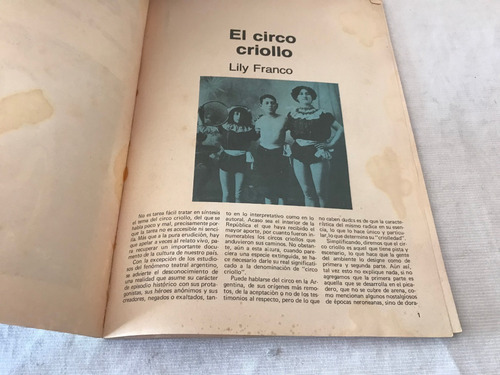 El circo
criollo
Lily Franco
No es tarea fácil tratar en síntesis
el tema del circo criollo, del que se
habla poco y mal, precisamente por-
que la tarea no es accesible ni senci-
lla. Más que a la pura erudición, hay
que apelar a veces al relato vivo, pa-
ra recuperar un importante docu-
mento de la cultura de nuestro país.
Con la excepción de los estudio-
sos del fenómeno circense criollo,
se advierte el desconocimiento de
una realidad que asume su carácter
de episodio histórico con sus prota-
gonistas, sus héroes anónimos y sus
creadores, negados o exaltados, tan-
to en lo interpretativo como en lo
autoral. Acaso sea el interior de la
República el que haya recibido el
mayor aporte, por cuanto fueron in-
numerables los circos criollos que
anduvieron sus caminos. No obstan-
te, aún a esta altura, cuando pare-
ciera una especie extinguida, se ha-
ce necesario darle su real significa-
do a la denominación de "circo
criollo".
Puede hablarse del circo en la Ar-
gentina, de sus orígenes más remo-
tos, de la aceptación y no de los tes-
timonios al respecto, pero de lo que
no caben dudas es de que la carac-
terística del mismo radica en su esen-
cia, lo que lo hace único y particu-
lar, lo que determina su "criolledad".
Simplificando, diremos que el cir-
co criollo es aquel que tiene pista y
escenario, lo que hace que la gente
del ambiente lo designe como de
primera y segunda parte. Aún así,
tal vez esto no explique nada, si no
agregamos que la primera parte es
aquella que se desarrolla en el pica-
dero, que no se cubre de arena, co-
mo mencionan algunos nostalgiosos
de épocas neronianas, sino de dora-
1